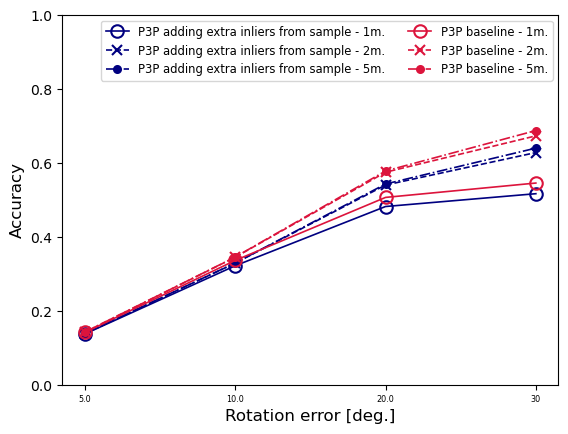 1.0
P3P adding extra inliers from sample - 1m.
P3P adding extra inliers from sample - 2m.
P3P adding extra inliers from sample - 5m.
P3P baseline - 1m.
P3P baseline - 2m.
P3P baseline - 5m.
0.8
0.6
0.4
0.2
0.0
Accuracy
5.0 10.0 20.0 30
Rotation error [deg.]